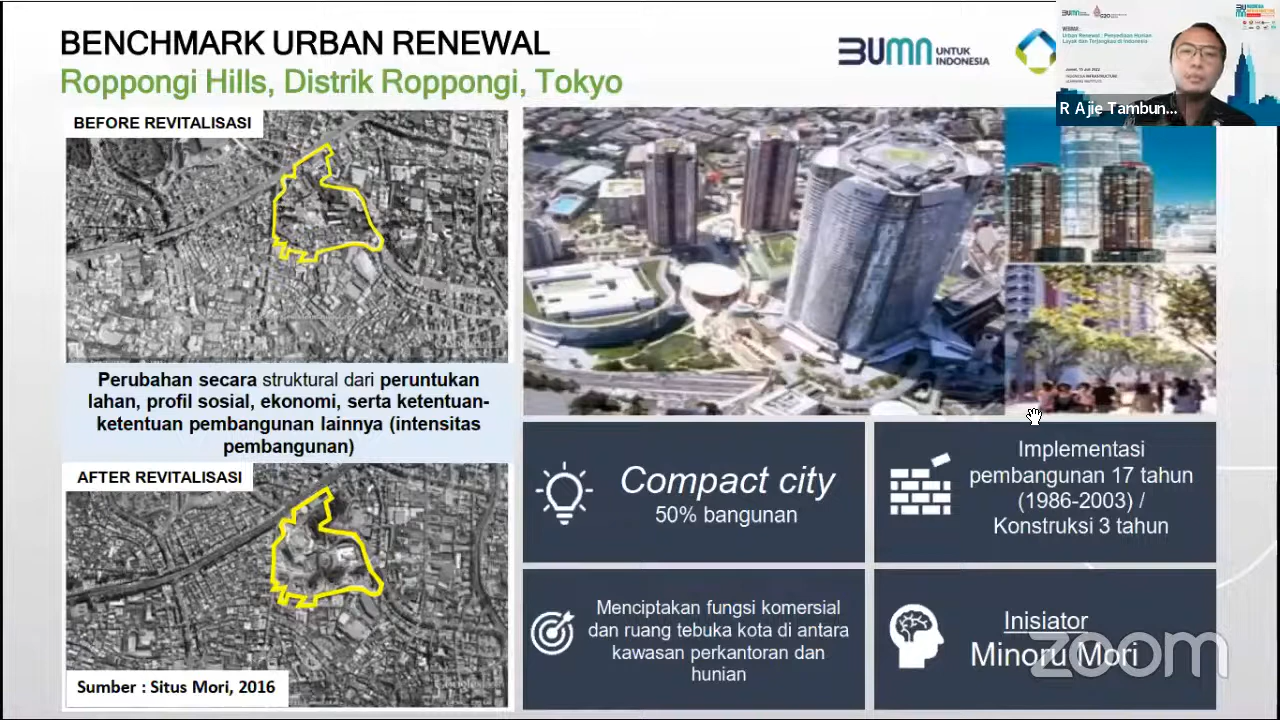 BENCHMARK URBAN RENEWAL
Roppongi Hills, Distrik Roppongi, Tokyo
BUMN UNTUK
INDONESIA
R Ajie Tambun...
BEFORE REVITALISASI
Perubahan secara struktural dari peruntukan
lahan, profil sosial, ekonomi, serta ketentuan-
ketentuan pembangunan lainnya (intensitas
pembangunan)
AFTER REVITALISASI
Sumber : Situs Mori, 2016
Compact city
50% bangunan
Implementasi
pembangunan 17 tahun
(1986-2003) /
Konstruksi 3 tahun
Menciptakan fungsi komersial
dan ruang terbuka kota di antara
kawasan perkantoran dan
hunian
Inisiator
Minoru Mori
zoom